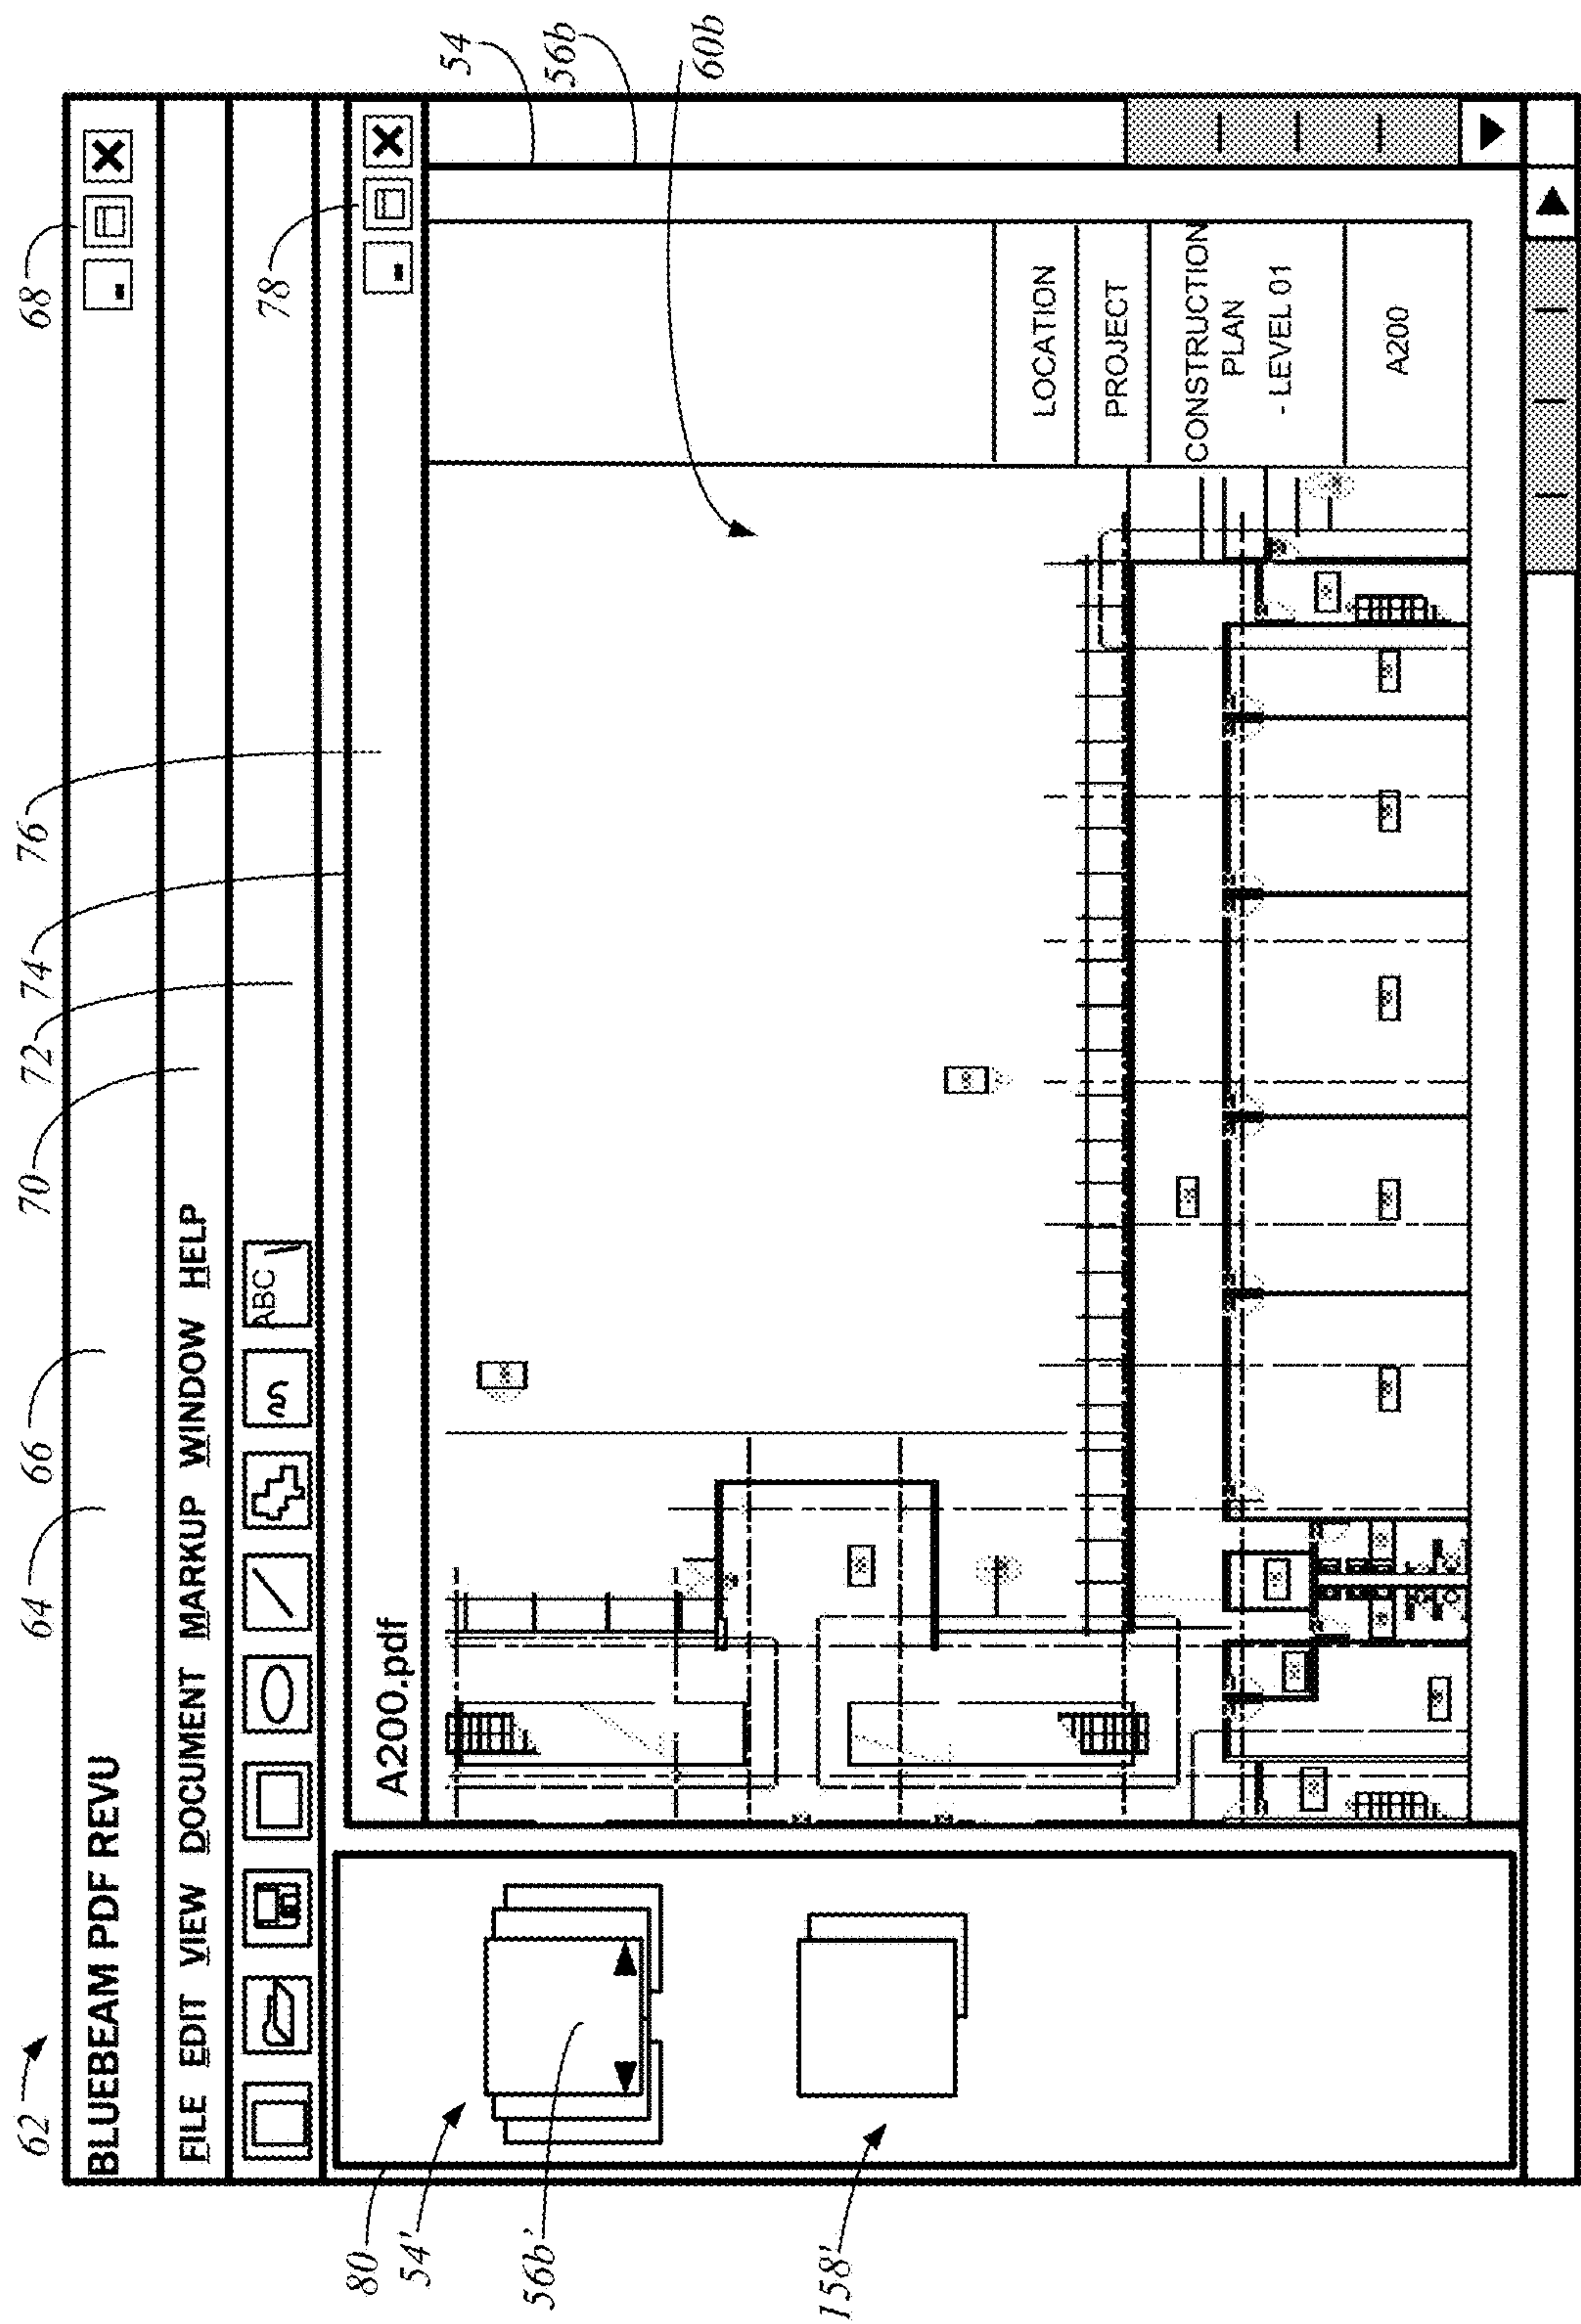 62
64
66
70
72
74
76
68
BLUEBEAM PDF REVU
FILE EDIT VIEW DOCUMENT MARKUP WINDOW HELP
ABC
78
A200.pdf
80
54'
56b'
158'
54
56b
60b
LOCATION
PROJECT
CONSTRUCTION
PLAN
- LEVEL 01
A200